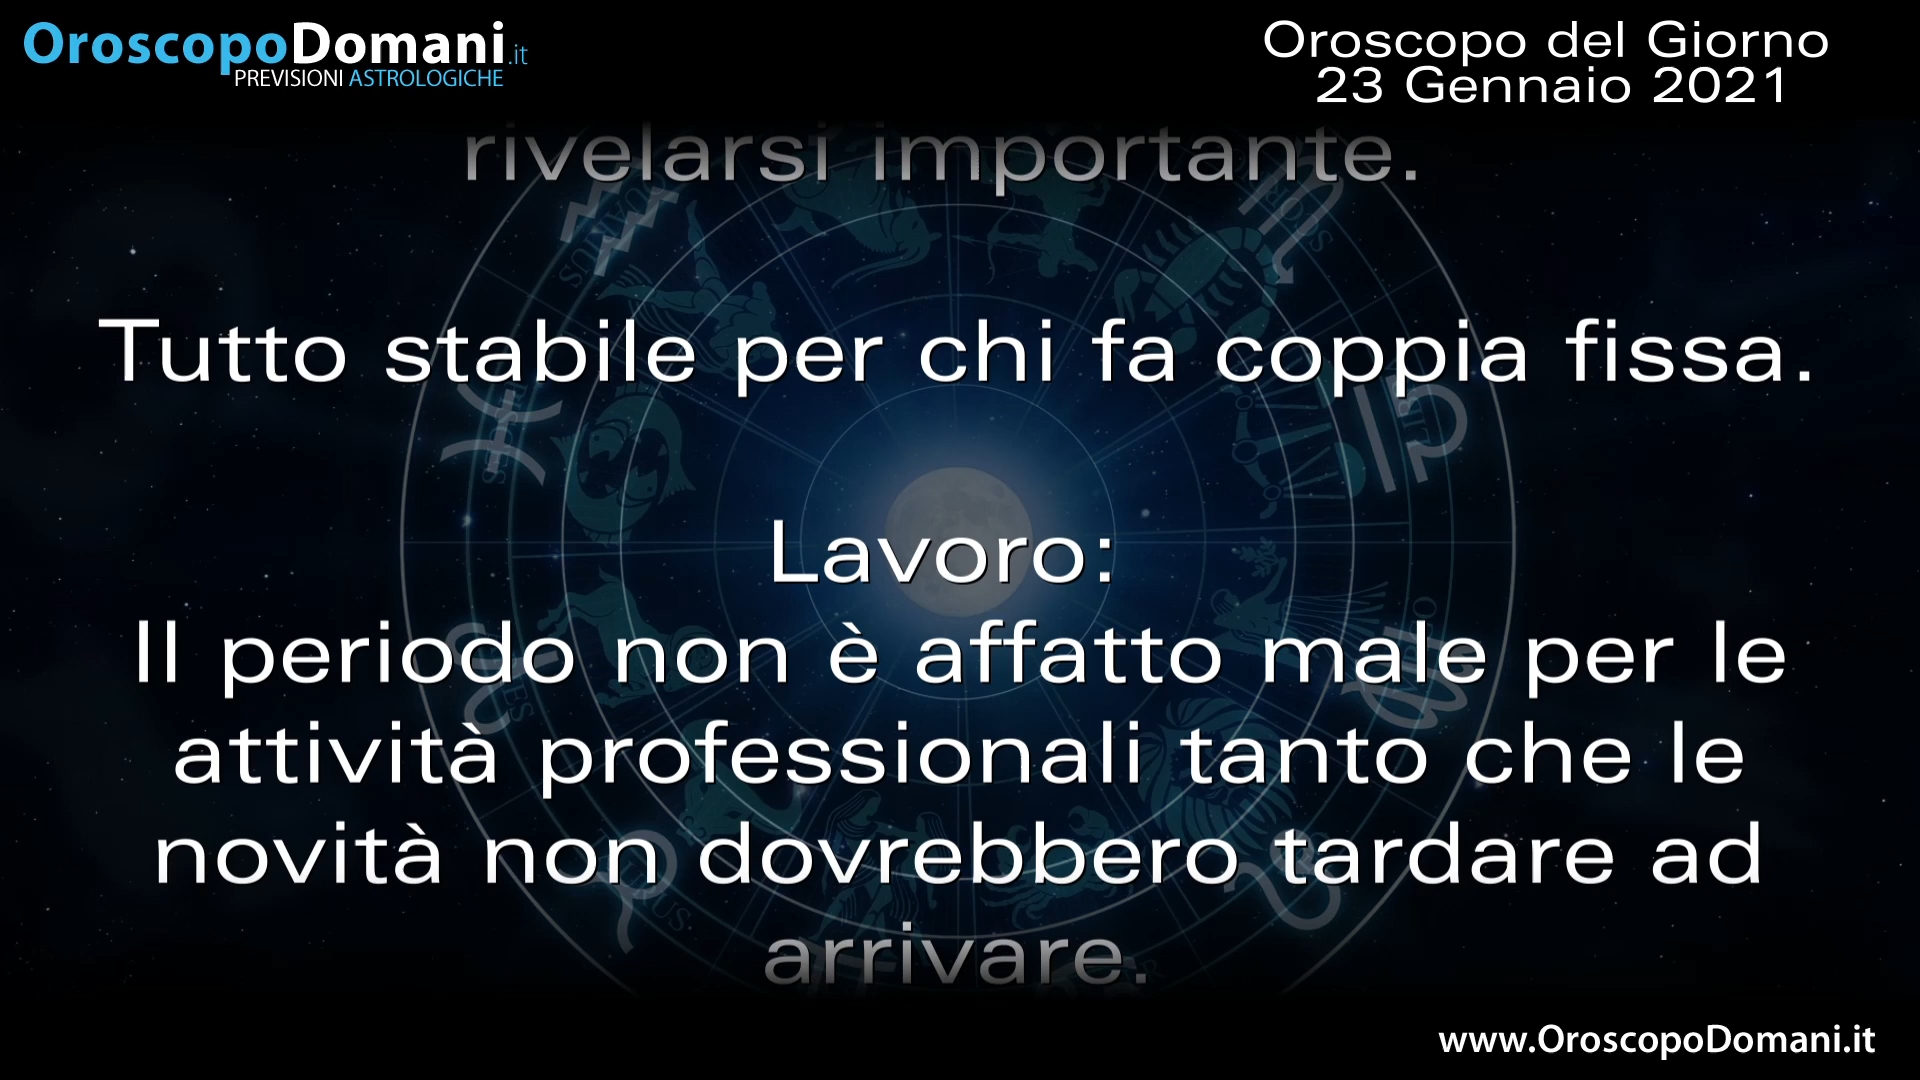 OroscopoDomani.it
PREVISIONI ASTROLOGICHE
Oroscopo del Giorno
23 Gennaio 2021
rivelarsi importante.
Tutto stabile per chi fa coppia fissa.
Lavoro:
Il periodo non è affatto male per le
attività professionali tanto che le
novità non dovrebbero tardare ad
arrivare.
www.OroscopoDomani.it